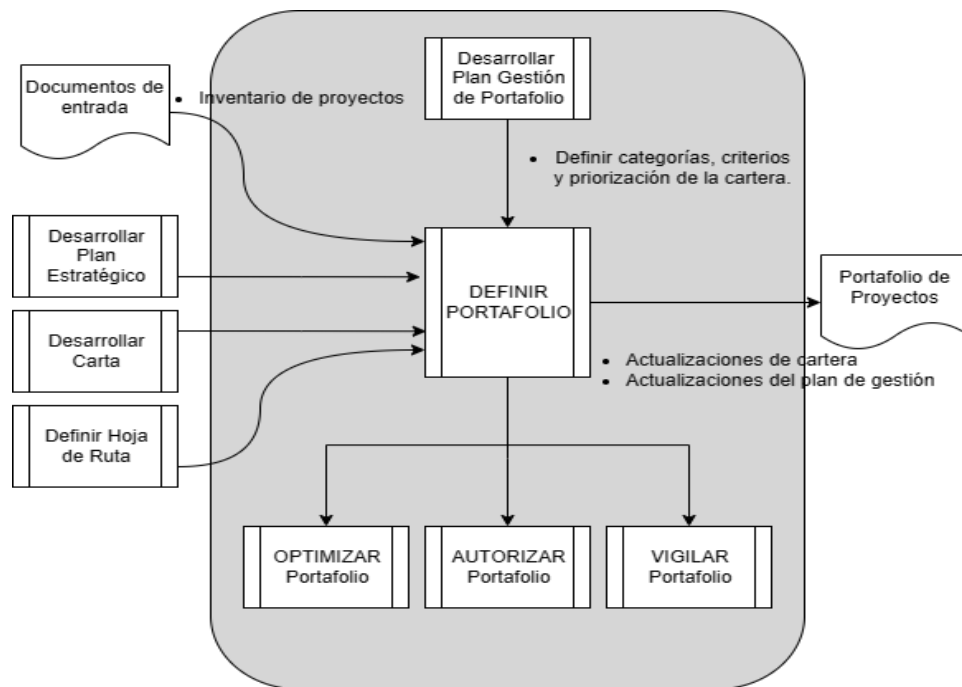 Desarrollar
Plan Gestión
de Portafolio
Documentos de
entrada
• Inventario de proyectos
• Definir categorías, criterios
y priorización de la cartera.
Desarrollar
Plan
Estratégico
DEFINIR
PORTAFOLIO
Portafolio de
Proyectos
Desarrollar
Carta
• Actualizaciones de cartera
• Actualizaciones del plan de gestión
Definir Hoja
de Ruta
OPTIMIZAR
Portafolio
AUTORIZAR
Portafolio
VIGILAR
Portafolio